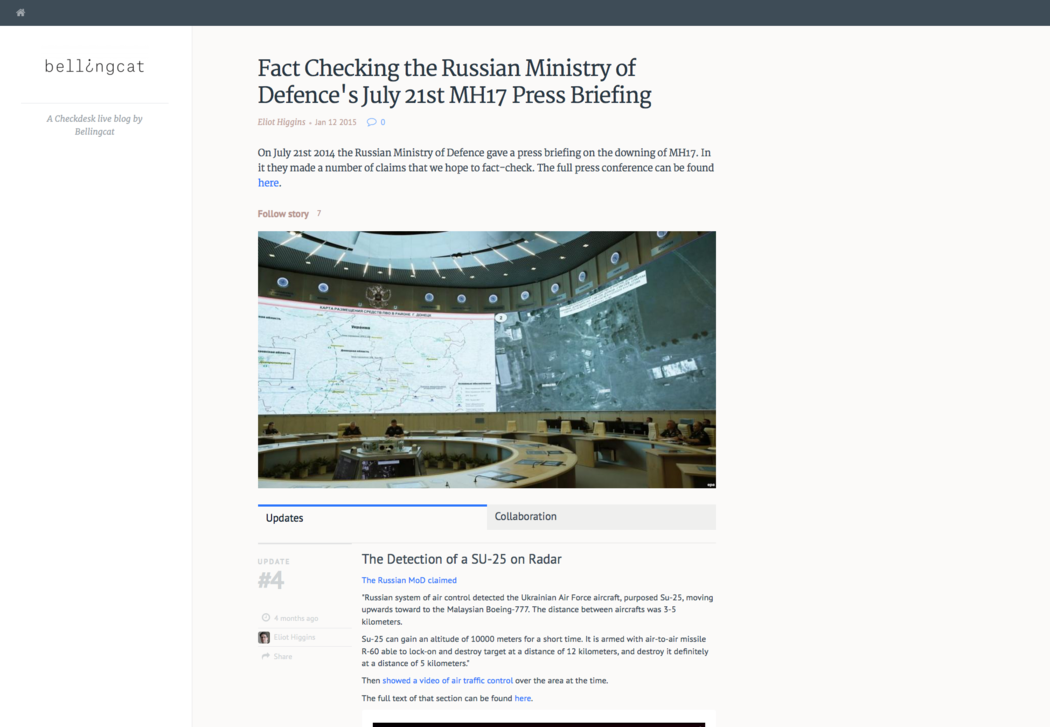 bell¿ngcat
A Checkdesk live blog by
Bellingcat
Fact Checking the Russian Ministry of
Defence's July 21st MH17 Press Briefing
Eliot Higgins • Jan 12 2015 0
On July 21st 2014 the Russian Ministry of Defence gave a press briefing on the downing of MH17. In
it they made a number of claims that we hope to fact-check. The full press conference can be found
here.
Follow story 7
КАРТА РАЗМЕЩЕНИЯ СРЕДСТВ ПВО В РАЙОНЕ Г. ДОНЕЦК
3
epa
Updates
Collaboration
UPDATE
#4
4 months ago
Eliot Higgins
Share
The Detection of a SU-25 on Radar
The Russian MoD claimed
"Russian system of air control detected the Ukrainian Air Force aircraft, purposed Su-25, moving
upwards toward to the Malaysian Boeing-777. The distance between aircrafts was 3-5
kilometers.
Su-25 can gain an altitude of 10000 meters for a short time. It is armed with air-to-air missile
R-60 able to lock-on and destroy target at a distance of 12 kilometers, and destroy it definitely
at a distance of 5 kilometers."
Then showed a video of air traffic control over the area at the time.
The full text of that section can be found here.